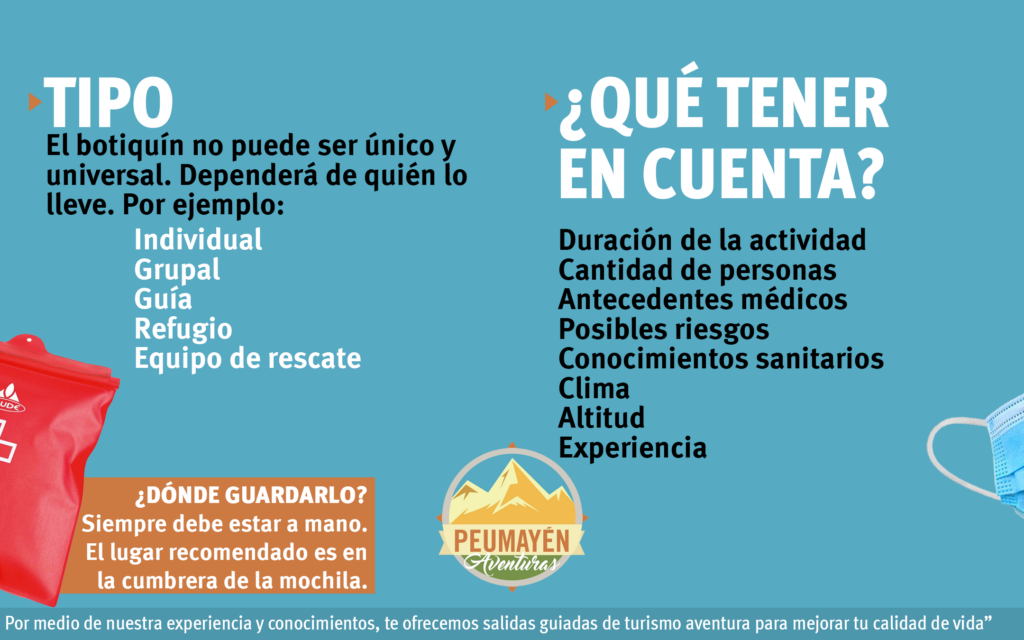 TIPO
El botiquín no puede ser único y
universal. Dependerá de quién lo
lleve. Por ejemplo:
Individual
Grupal
Guía
Refugio
Equipo de rescate
¿DÓNDE GUARDARLO?
Siempre debe estar a mano.
El lugar recomendado es en
la cumbrera de la mochila.
¿QUÉ TENER
EN CUENTA?
Duración de la actividad
Cantidad de personas
Antecedentes médicos
Posibles riesgos
Conocimientos sanitarios
Clima
Altitud
Experiencia
PEUMAYÉN
Aventuras
Por medio de nuestra experiencia y conocimientos, te ofrecemos salidas guiadas de turismo aventura para mejorar tu calidad de vida”